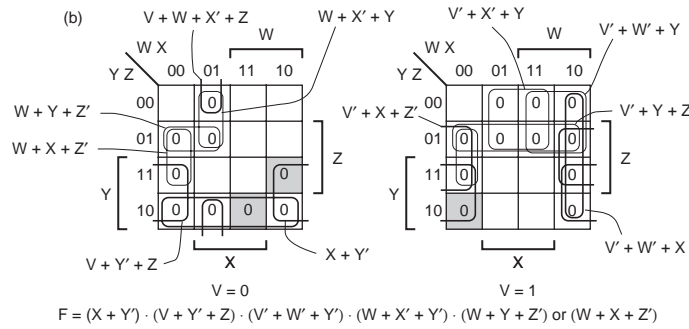 (b) V + W + X′ + Z W + X′ + Y V′ + X′ + Y V′ + W′ + Y
W X W W X W
Y Z 00 01 11 10 Y Z 00 01 11 10
00 0 00 0 0 0
W + Y + Z′ V′ + X + Z′ V′ + Y + Z
01 0 0 01 0 0 0 0
W + X + Z′ Z Z
Y 11 0 0 Y 11 0 0
10 0 0 0 0 10 0 0
V + Y′ + Z X X + Y′ X V′ + W′ + X
V = 0 V = 1
F = (X + Y′) · (V + Y′ + Z) · (V′ + W′ + Y′) · (W + X′ + Y′) · (W + Y + Z′) or (W + X + Z′)